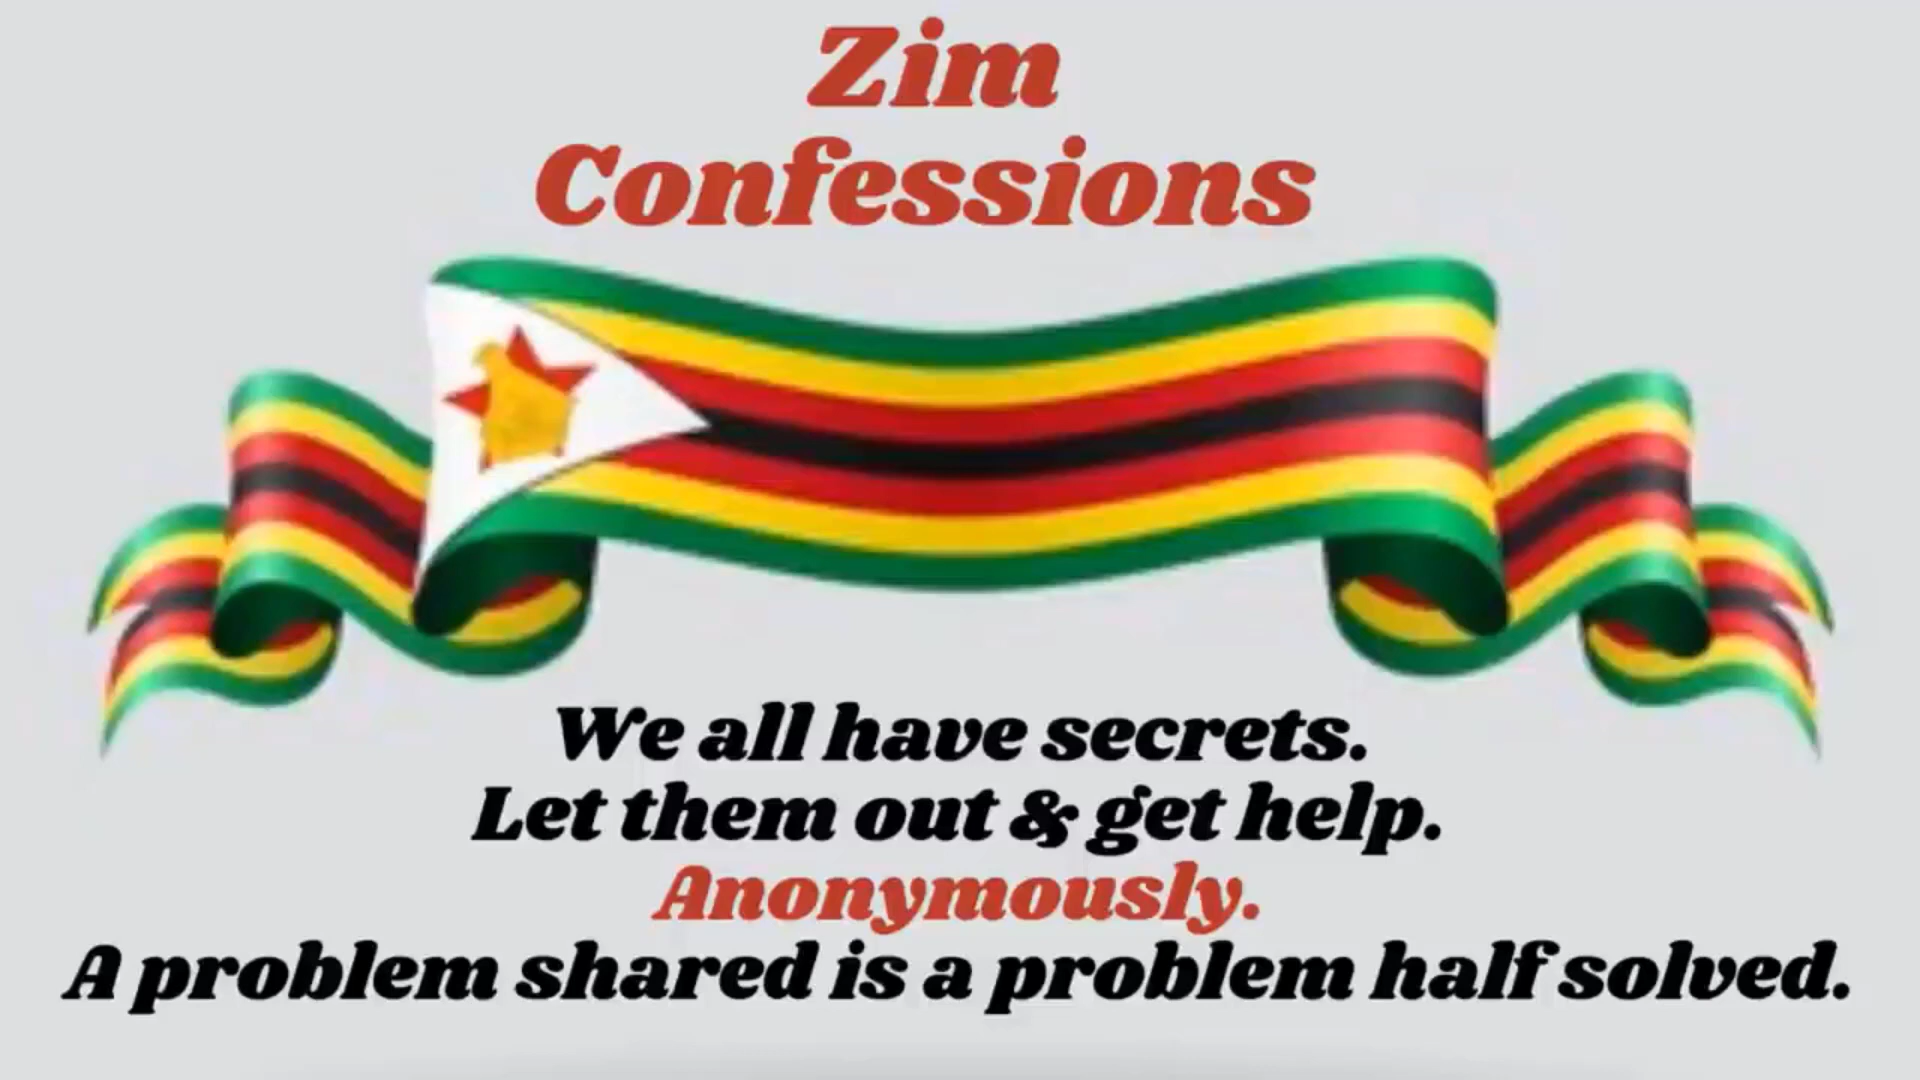 Zim
Confessions
We all have secrets.
Let them out & get help.
Anonymously.
A problem shared is a problem half solved.